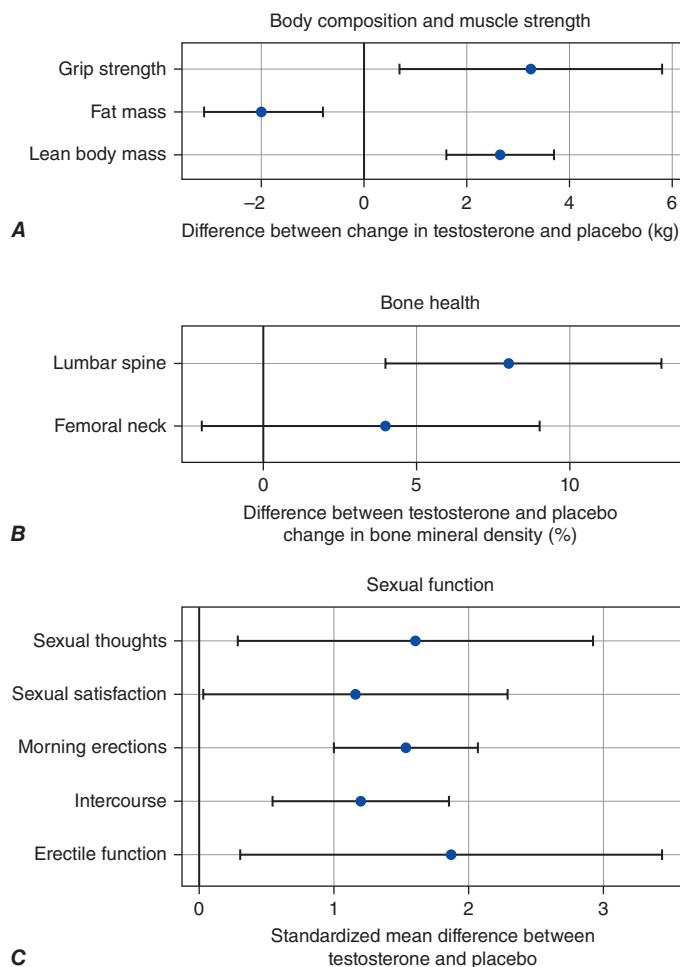 Body composition and muscle strength
Grip strength
Fat mass
Lean body mass
–2 0 2 4 6
A Difference between change in testosterone and placebo (kg)
Bone health
Lumbar spine
Femoral neck
0 5 10
Difference between testosterone and placebo
B change in bone mineral density (%)
Sexual function
Sexual thoughts
Sexual satisfaction
Morning erections
Intercourse
Erectile function
0 1 2 3
Standardized mean difference between
C testosterone and placebo